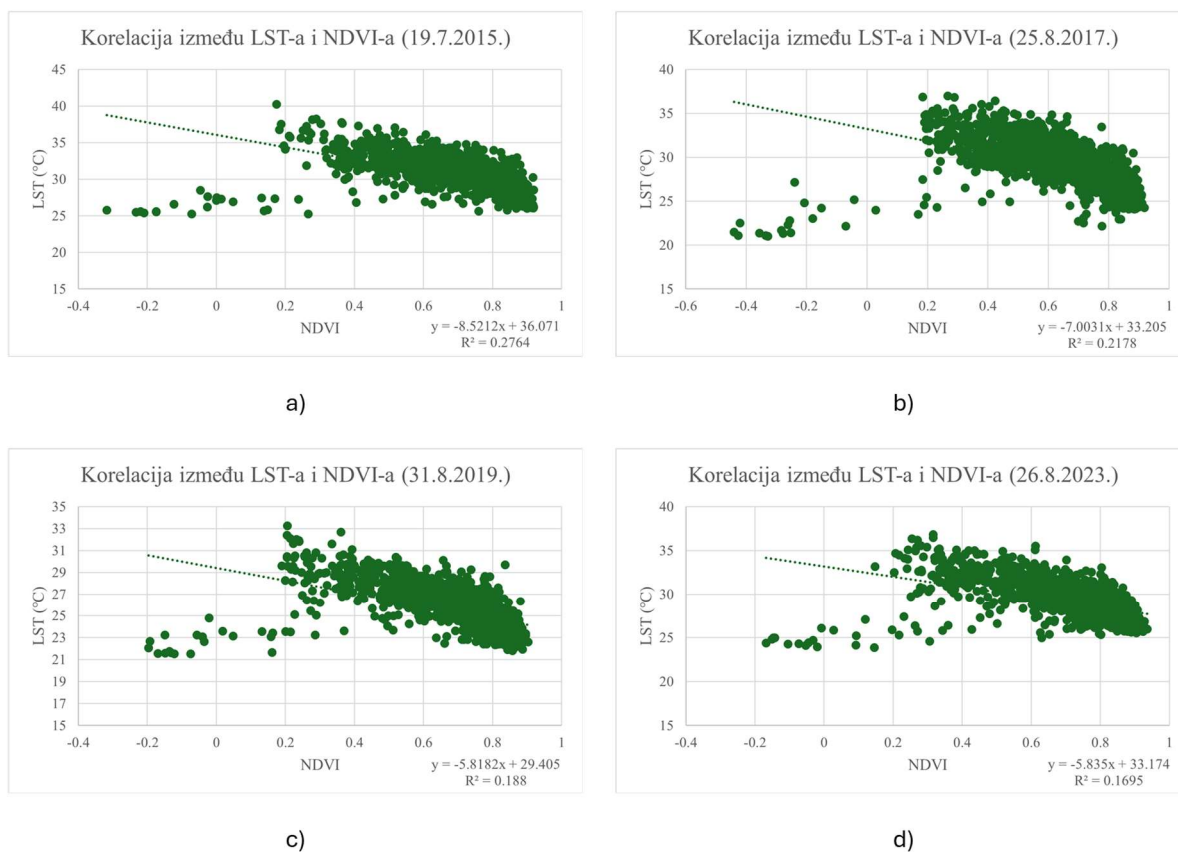 Korelacija između LST-a i NDVI-a (19.7.2015.)
45
40
35
30
25
20
15
LST (°C)
-0.4 -0.2 0 0.2 0.4 0.6 0.8 1
NDVI
y = -8.5212x + 36.071
R² = 0.2764
a)
Korelacija između LST-a i NDVI-a (25.8.2017.)
40
35
30
25
20
15
LST (°C)
-0.6 -0.4 -0.2 0 0.2 0.4 0.6 0.8 1
NDVI
y = -7.0031x + 33.205
R² = 0.2178
b)
Korelacija između LST-a i NDVI-a (31.8.2019.)
35
33
31
29
27
25
23
21
19
17
15
LST (°C)
-0.4 -0.2 0 0.2 0.4 0.6 0.8 1
NDVI
y = -5.8182x + 29.405
R² = 0.188
c)
Korelacija između LST-a i NDVI-a (26.8.2023.)
40
35
30
25
20
15
LST (°C)
-0.4 -0.2 0 0.2 0.4 0.6 0.8 1
NDVI
y = -5.835x + 33.174
R² = 0.1695
d)